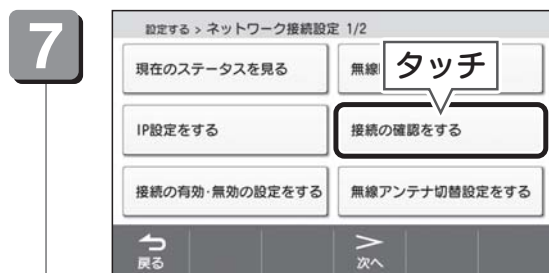 7
設定する > ネットワーク接続設定 1/2
現在のステータスを見る
無線
タッチ
IP設定をする
接続の確認をする
接続の有効・無効の設定をする
無線アンテナ切替設定をする
戻る
次へ